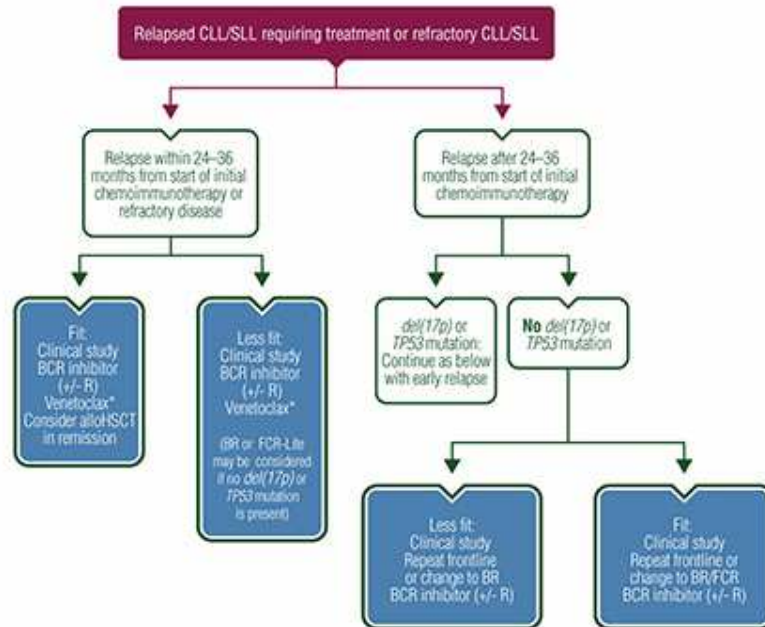 Relapsed CLL/SLL requiring treatment or refractory CLL/SLL
Relapse within 24–36
months from start of initial
chemoimmunotherapy or
refractory disease
Relapse after 24–36
months from start of initial
chemoimmunotherapy
Fit:
Clinical study
BCR inhibitor
(+/- R)
Venetoclax*
Consider alloHSCT
in remission
Less fit:
Clinical study
BCR inhibitor
(+/- R)
Venetoclax*
(BR or FCR-Lite
may be considered
if no del(17p) or
TP53 mutation
is present)
del(17p) or
TP53 mutation:
Continue as below
with early relapse
No del(17p) or
TP53 mutation
Less fit:
Clinical study
Repeat frontline
or change to BR
BCR inhibitor (+/- R)
Fit:
Clinical study
Repeat frontline or
change to BR/FCR
BCR inhibitor (+/- R)